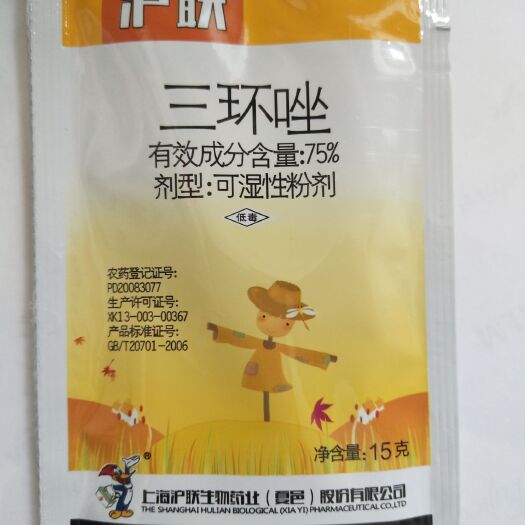 沪联
三环唑
有效成分含量:75%
剂型:可湿性粉剂
低毒
农药登记证号:
PD20083077
生产许可证号:
XK13-003-00367
产品标准证号:
GB/T20701-2006
净含量:15克
®
上海沪联生物药业(夏邑)股份有限公司
THE SHANGHAI HULIAN BIOLOGICAL (XIA YI) PHARMACEUTICAL CO.,LTD